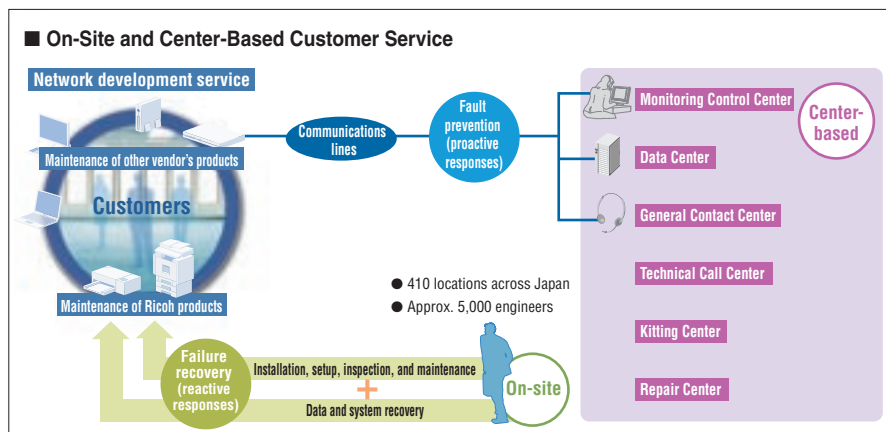 ■ On-Site and Center-Based Customer Service
Network development service
Maintenance of other vendor's products
Customers
Maintenance of Ricoh products
Communications
lines
Fault
prevention
(proactive
responses)
Monitoring Control Center
Center-
based
Data Center
General Contact Center
Technical Call Center
Kitting Center
Repair Center
● 410 locations across Japan
● Approx. 5,000 engineers
Failure
recovery
(reactive
responses)
Installation, setup, inspection, and maintenance
+
Data and system recovery
On-site